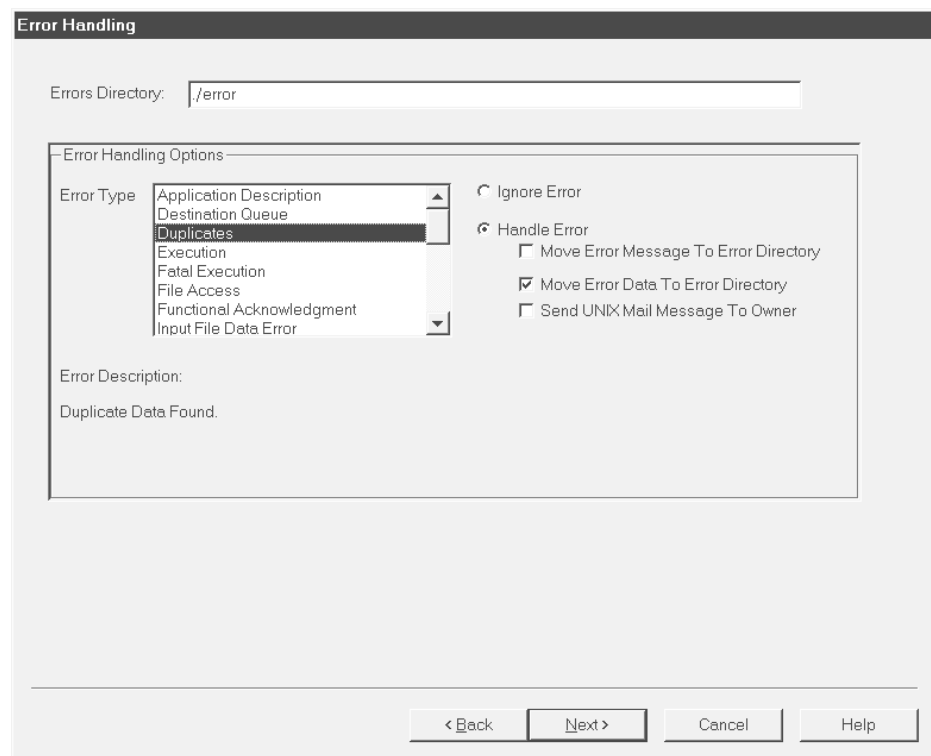 Error Handling
Errors Directory: ./error
Error Handling Options
Error Type
Application Description
Destination Queue
Duplicates
Execution
Fatal Execution
File Access
Functional Acknowledgment
Input File Data Error
Ignore Error
Handle Error
Move Error Message To Error Directory
Move Error Data To Error Directory
Send UNIX Mail Message To Owner
Error Description:
Duplicate Data Found.
< Back Next > Cancel Help